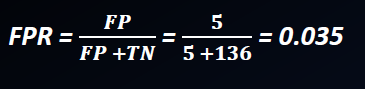 FPR = FP / FP +TN = 5 / 5 +136 = 0.035